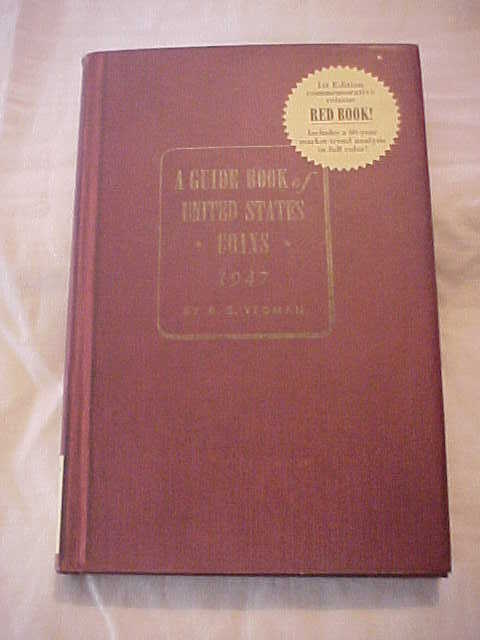 1st Edition
commemorative
volume
RED BOOK!
Includes a 60-year
market-trend analysis
in full color!
A GUIDE BOOK of
UNITED STATES
• COINS •
1947
BY R. S. YEOMAN